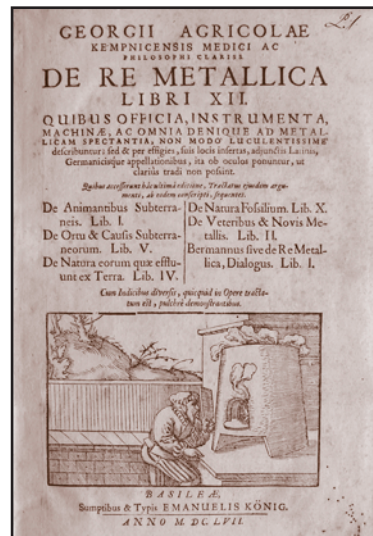 GEORGII AGRICOLAE
KEMPNICENSIS MEDICI AC
PHILOSOPHI CLARISS.
DE RE METALLICA
LIBRI XII.
QUIBUS OFFICIA, INSTRUMENTA,
MACHINÆ, AC OMNIA DENIQUE AD METAL-
LICAM SPECTANTIA, NON MODO LUCULENTISSIME
describuntur; sed & per effigies, suis locis insertas, adjunctis Latinis,
Germanicisque appellationibus, ita ob oculos ponuntur, ut
clarius tradi non possint.
Quibus accesserunt hâc ultimâ editione, Tractatus ejusdem argu-
menti, ab eodem conscripti, sequentes.
De Animantibus Subterra-
neis. Lib. I.
De Ortu & Causis Subterra-
neorum. Lib. V.
De Natura eorum quæ efflu-
unt ex Terra. Lib. IV.
De Natura Fossilium. Lib. X.
De Veteribus & Novis Me-
tallis. Lib. II.
Bermannus sive de Re Metal-
lica, Dialogus. Lib. I.
Cum Indicibus diversis, quicquid in Opere tracta-
tum est, pulchrè demonstrantibus.
BASILEÆ,
Sumptibus & Typis EMANUELIS KÖNIG.
ANNO M. DC. LVII.